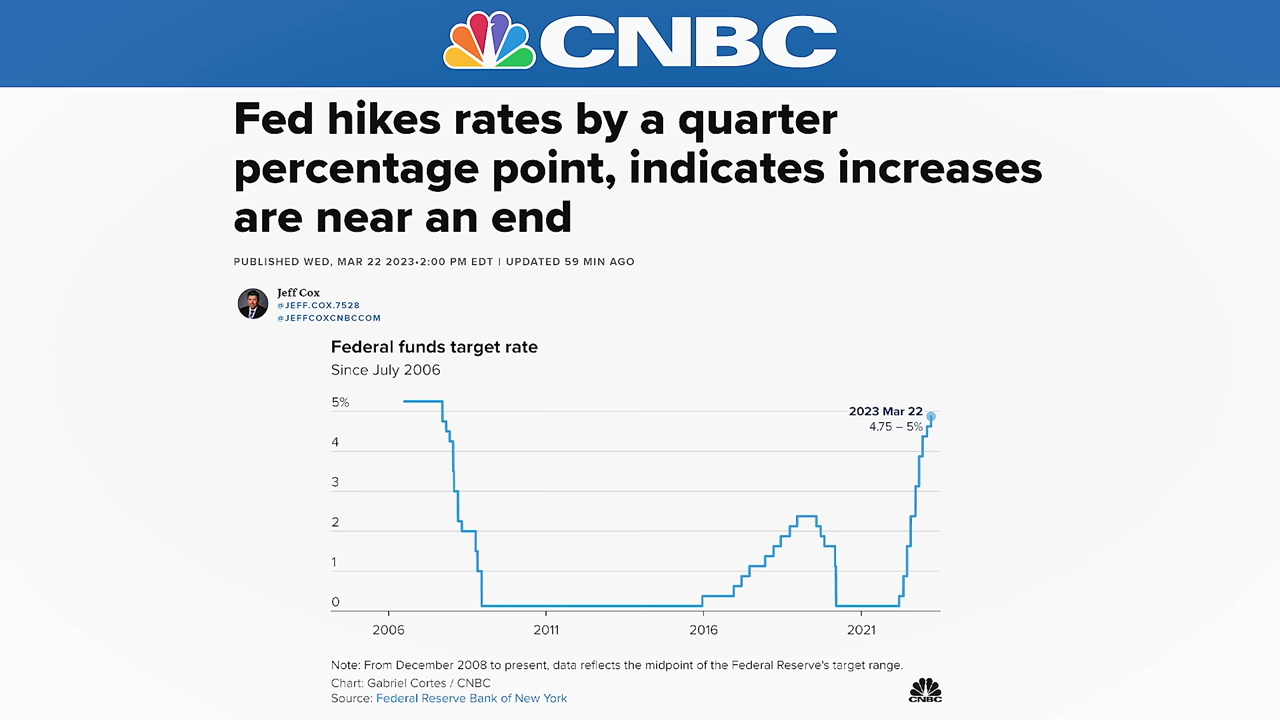 CNBC
Fed hikes rates by a quarter
percentage point, indicates increases
are near an end
PUBLISHED WED, MAR 22 2023•2:00 PM EDT | UPDATED 59 MIN AGO
Jeff Cox
@JEFF.COX.7528
@JEFFCOXCNBCCOM
Federal funds target rate
Since July 2006
5%
2023 Mar 22
4.75 – 5%
4
3
2
1
0
2006 2011 2016 2021
Note: From December 2008 to present, data reflects the midpoint of the Federal Reserve's target range.
Chart: Gabriel Cortes / CNBC
Source: Federal Reserve Bank of New York
CNBC